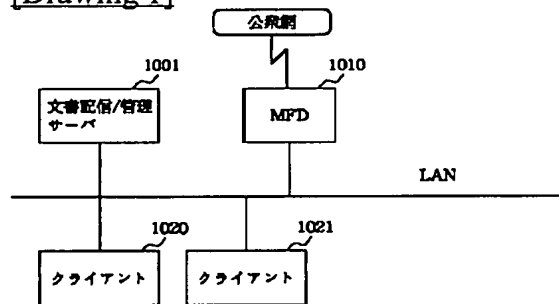 [Drawing 1]
公衆網
1001
1010
文書配信/管理
サーバ
MFD
LAN
1020
1021
クライアント
クライアント